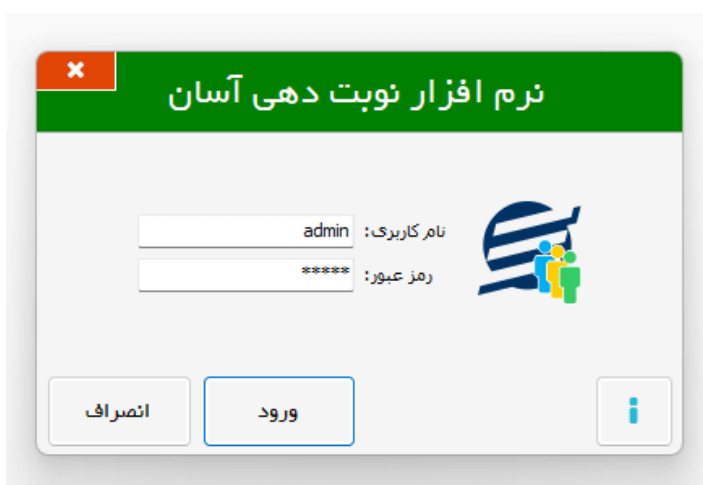 نرم افزار نوبت دهی آسان
نام کاربری: admin
رمز عبور: *****
ورود
انصراف